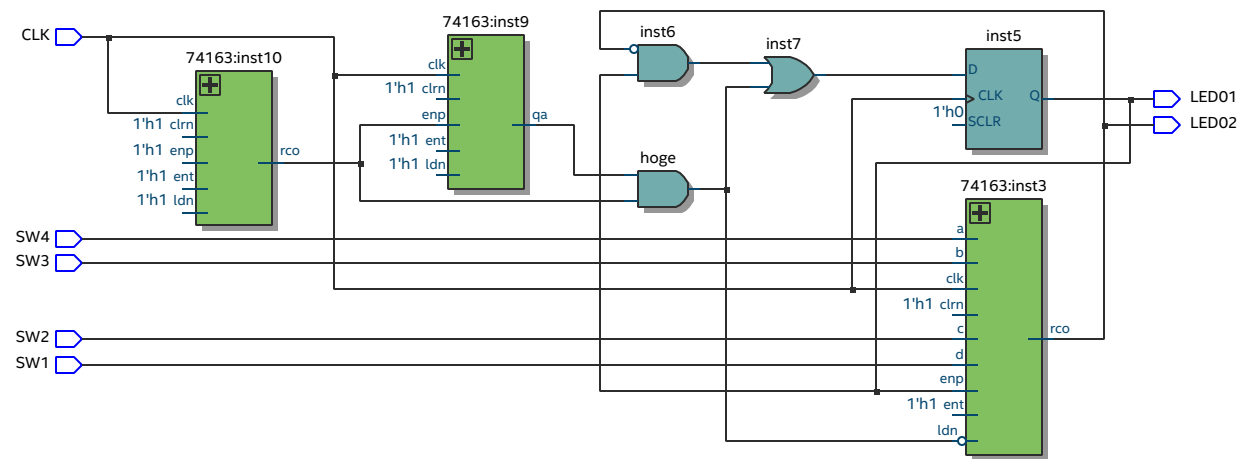 CLK
74163:inst10
clk
1'h1 clrn
1'h1 enp
1'h1 ent
1'h1 ldn
rco
74163:inst9
clk
1'h1 clrn
enp
1'h1 ent
1'h1 ldn
qa
inst6
inst7
hoge
inst5
D
CLK
1'h0 SCLR
Q
LED01
LED02
SW4
SW3
SW2
SW1
74163:inst3
a
b
clk
1'h1 clrn
c
d
enp
1'h1 ent
ldn
rco